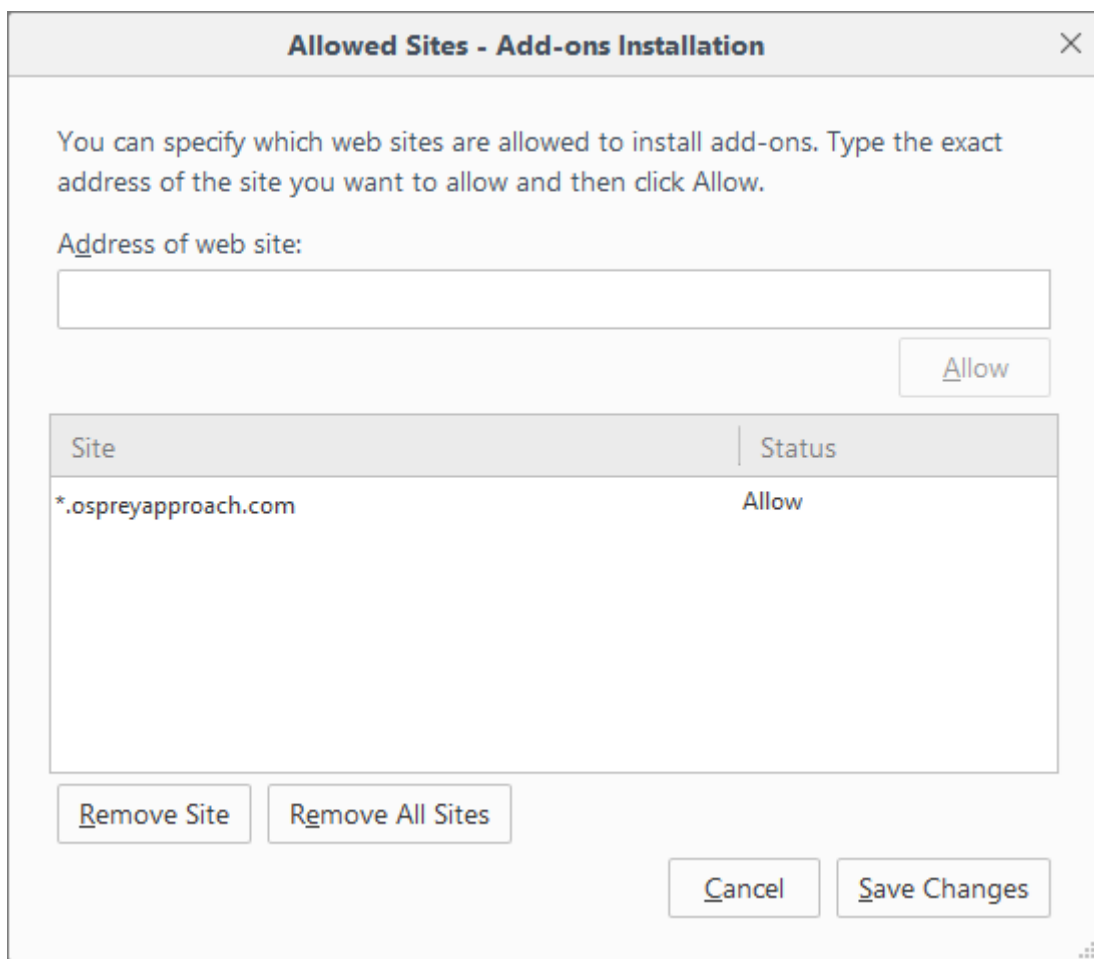 Allowed Sites - Add-ons Installation
You can specify which web sites are allowed to install add-ons. Type the exact
address of the site you want to allow and then click Allow.
Address of web site:
Allow
Site Status
*.ospreyapproach.com Allow
Remove Site Remove All Sites
Cancel Save Changes